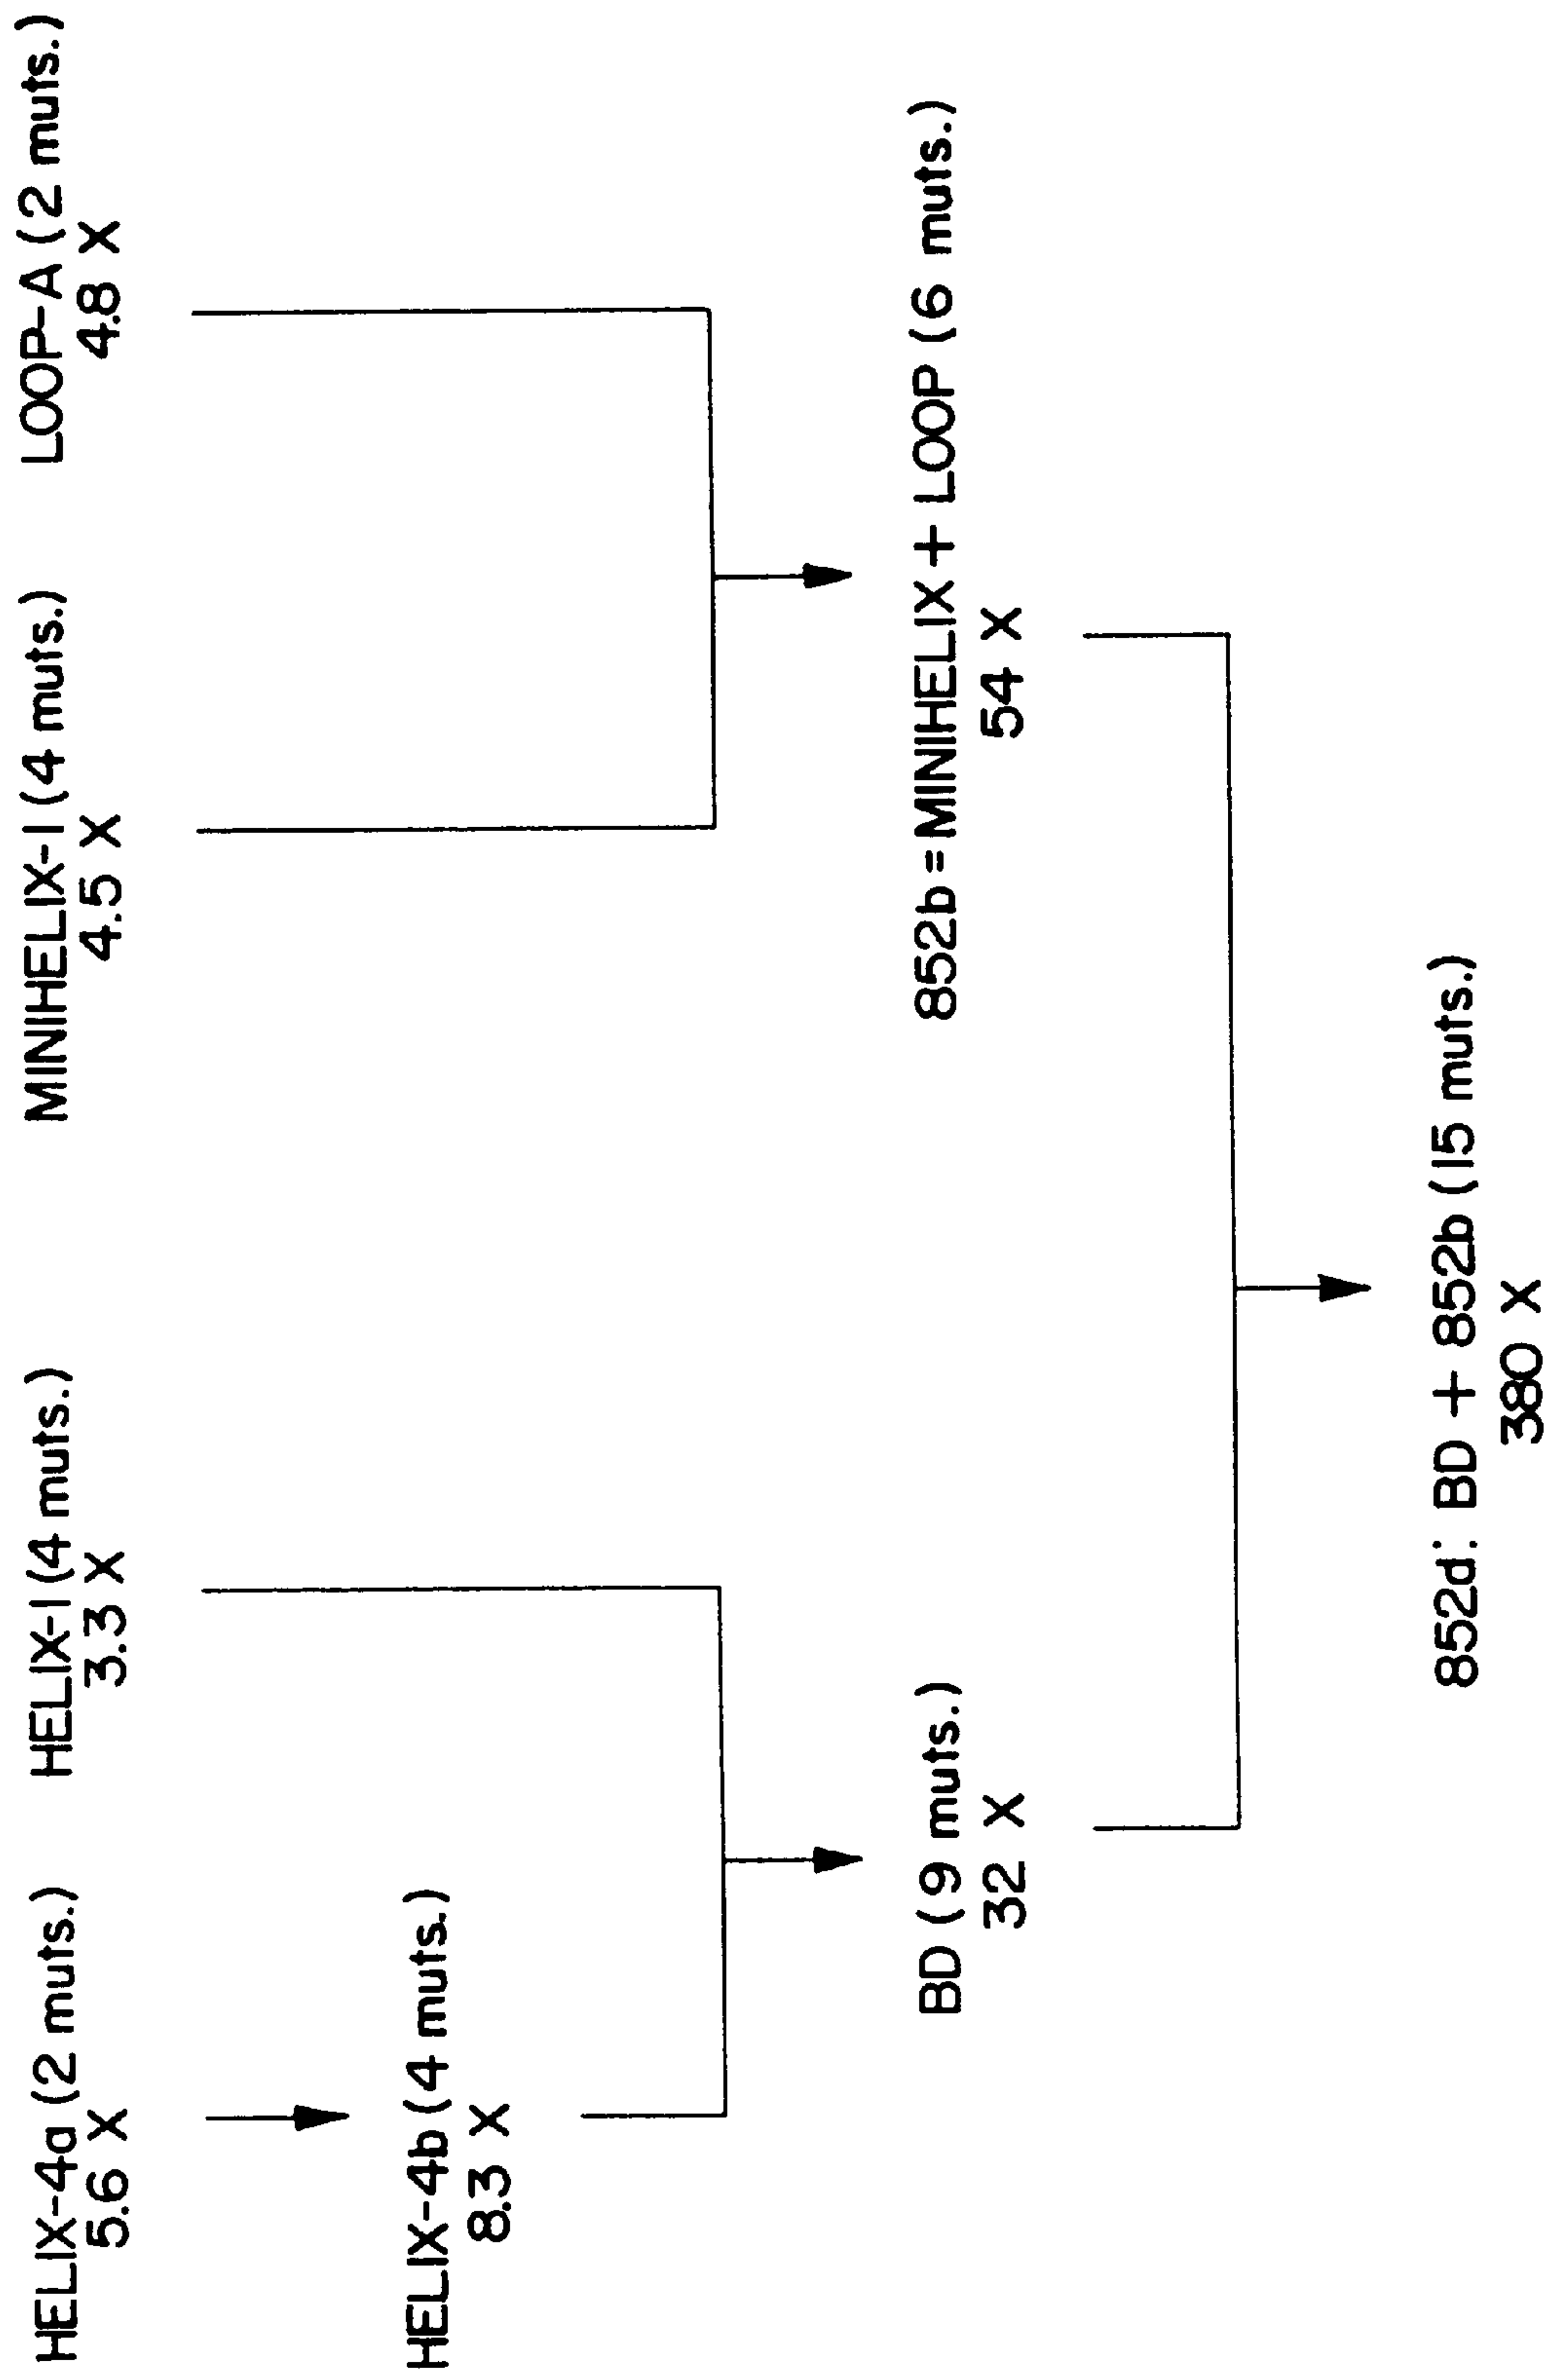 HELIX-4a (2 muts.)
5.6 X
HELIX-1 (4 muts.)
3.3 X
MINIHELIX-1 (4 muts.)
4.5 X
LOOP-A (2 muts.)
4.8 X
HELIX-4b (4 muts.)
8.3 X
BD (9 muts.)
32 X
852b = MINIHELIX + LOOP (6 muts.)
54 X
852d: BD + 852b (15 muts.)
380 X